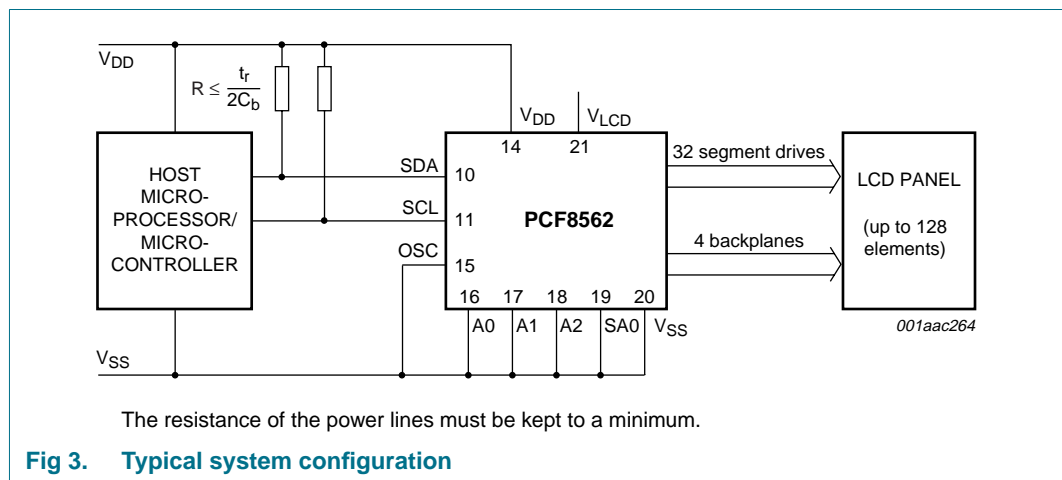 VDD
R ≤ tr
2Cb
VDD
VLCD
14
21
HOST
MICRO-
PROCESSOR/
MICRO-
CONTROLLER
SDA
10
SCL
11
OSC
15
PCF8562
16
17
18
19
20
A0
A1
A2
SA0
VSS
32 segment drives
4 backplanes
LCD PANEL
(up to 128
elements)
001aac264
VSS
The resistance of the power lines must be kept to a minimum.
Fig 3. Typical system configuration